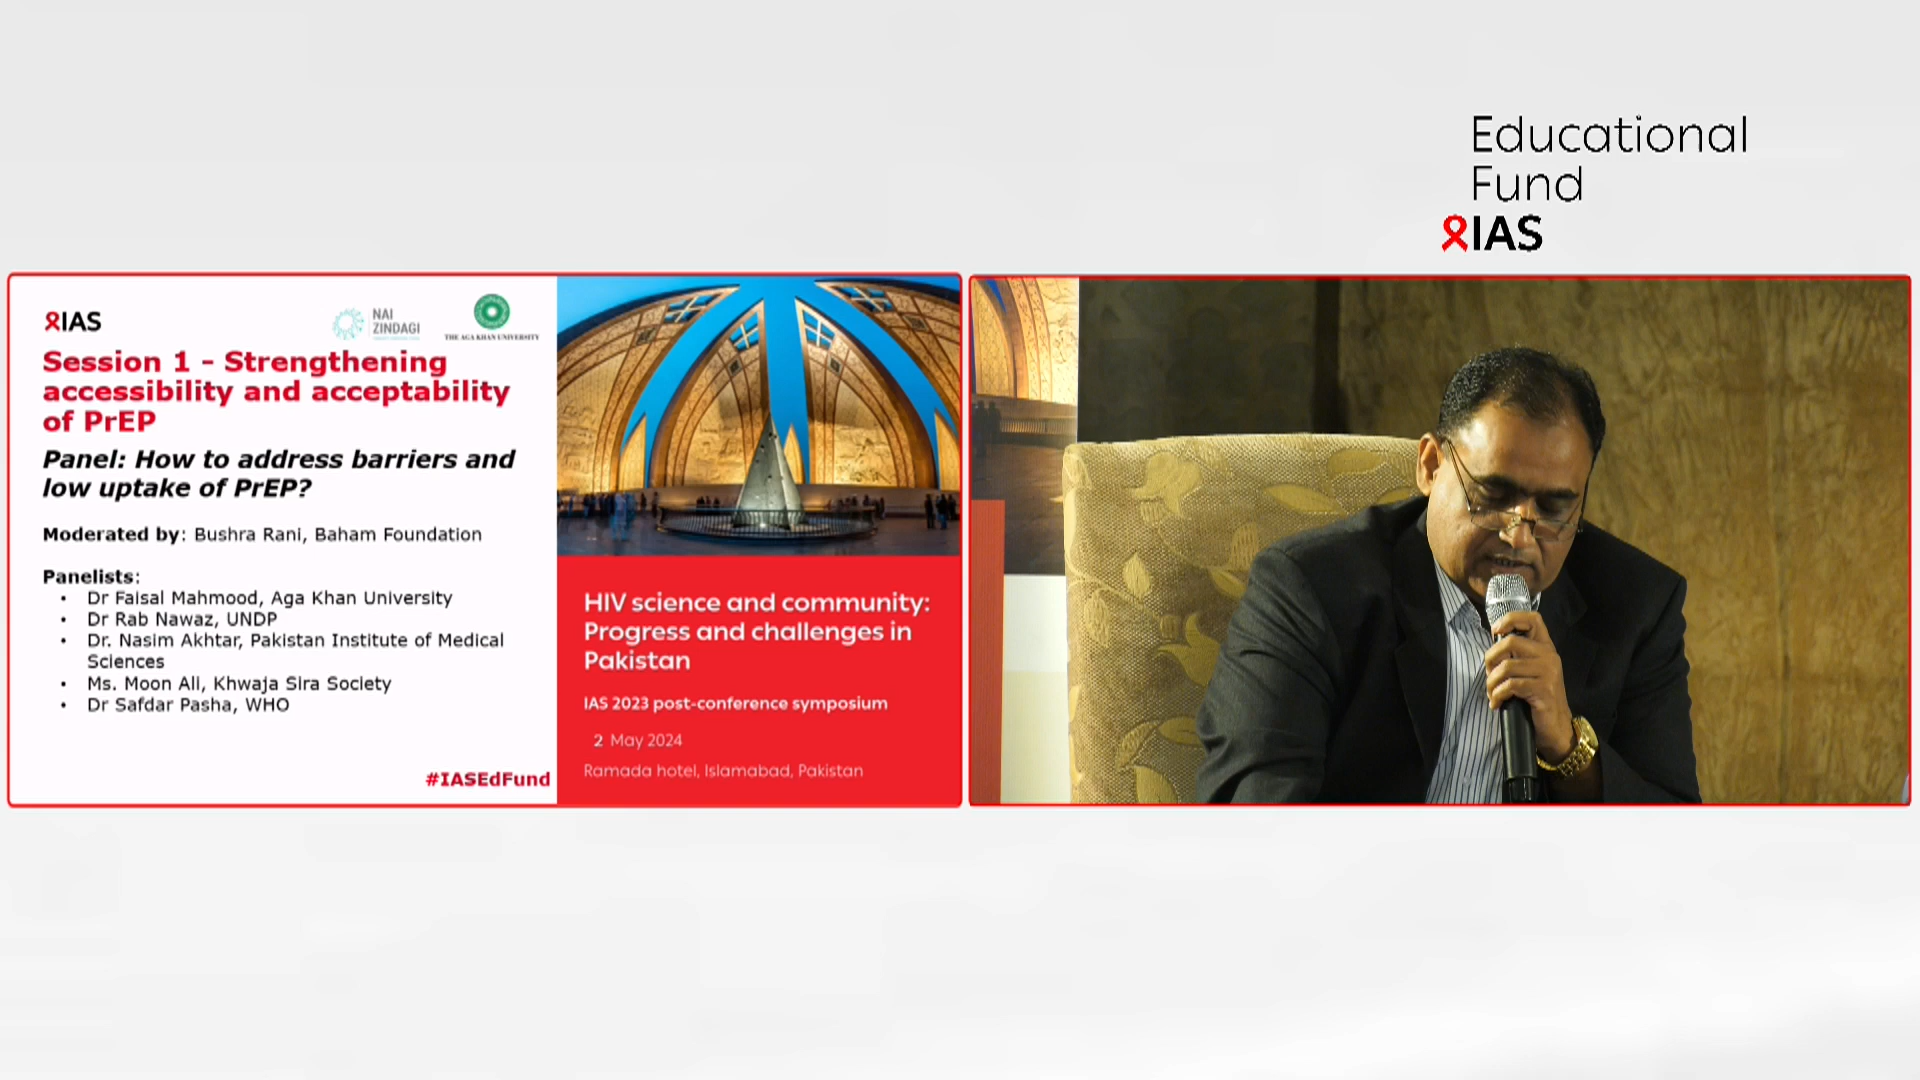 Educational
Fund
IAS
IAS
NAI
ZINDAGI
THE AGA KHAN UNIVERSITY
Session 1 - Strengthening
accessibility and acceptability
of PrEP
Panel: How to address barriers and
low uptake of PrEP?
Moderated by: Bushra Rani, Baham Foundation
Panelists:
• Dr Faisal Mahmood, Aga Khan University
• Dr Rab Nawaz, UNDP
• Dr. Nasim Akhtar, Pakistan Institute of Medical
Sciences
• Ms. Moon Ali, Khwaja Sira Society
• Dr Safdar Pasha, WHO
#IASEdFund
HIV science and community:
Progress and challenges in
Pakistan
IAS 2023 post-conference symposium
2 May 2024
Ramada hotel, Islamabad, Pakistan